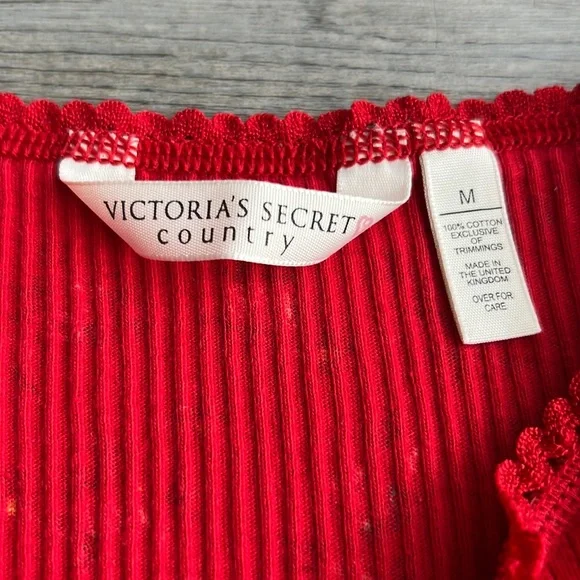 VICTORIA'S SECRET
country
M
100% COTTON
EXCLUSIVE
OF
TRIMMINGS
MADE IN
THE UNITED
KINGDOM
OVER FOR
CARE